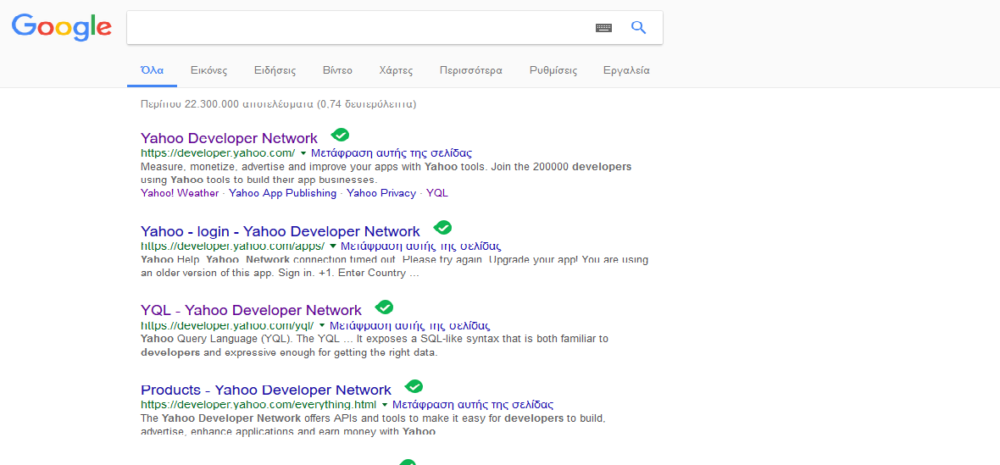 Google
Όλα Εικόνες Ειδήσεις Βίντεο Χάρτες Περισσότερα Ρυθμίσεις Εργαλεία
Περίπου 22.300.000 αποτελέσματα (0,74 δευτερόλεπτα)
Yahoo Developer Network
https://developer.yahoo.com/ Μετάφραση αυτής της σελίδας
Measure, monetize, advertise and improve your apps with Yahoo tools. Join the 200000 developers
using Yahoo tools to build their app businesses.
Yahoo! Weather · Yahoo App Publishing · Yahoo Privacy · YQL
Yahoo - login - Yahoo Developer Network
https://developer.yahoo.com/apps/ Μετάφραση αυτής της σελίδας
Yahoo Help. Yahoo. Network connection timed out. Please try again. Upgrade your app! You are using
an older version of this app. Sign in. +1. Enter Country ...
YQL - Yahoo Developer Network
https://developer.yahoo.com/yql/ Μετάφραση αυτής της σελίδας
Yahoo Query Language (YQL). The YQL ... It exposes a SQL-like syntax that is both familiar to
developers and expressive enough for getting the right data.
Products - Yahoo Developer Network
https://developer.yahoo.com/everything.html Μετάφραση αυτής της σελίδας
The Yahoo Developer Network offers APIs and tools to make it easy for developers to build,
advertise, enhance applications and earn money with Yahoo